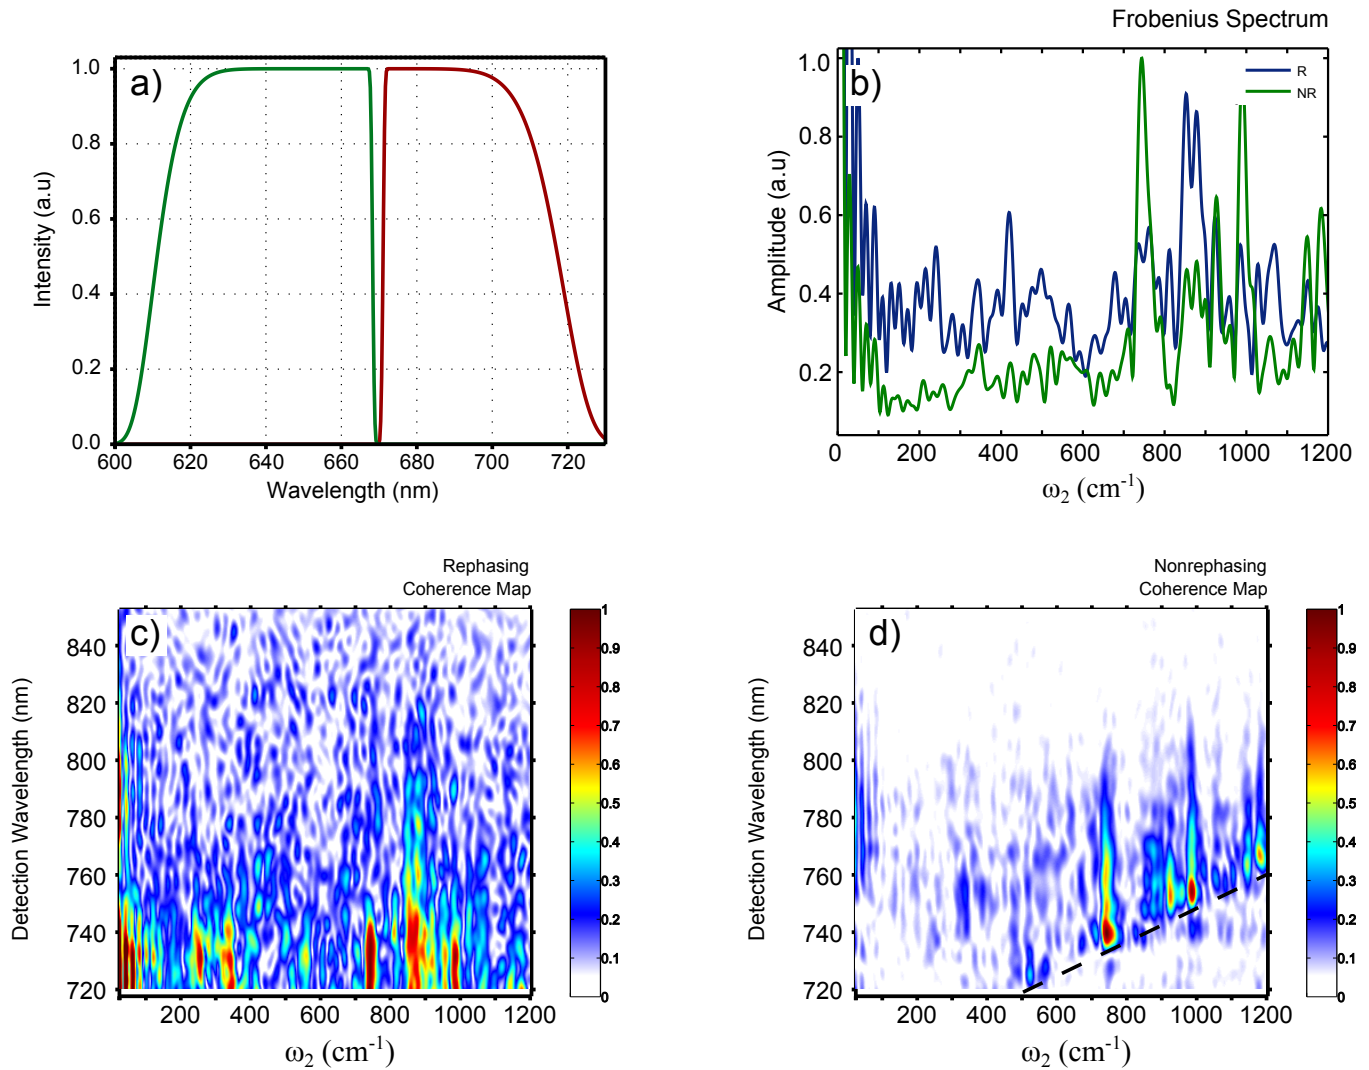 Frobenius Spectrum
a)
1.0
0.8
0.6
0.4
0.2
0.0
600 620 640 660 680 700 720
Intensity (a.u)
Wavelength (nm)
b)
R
NR
1.0
0.8
0.6
0.4
0.2
0 200 400 600 800 1000 1200
Amplitude (a.u)
ω2 (cm-1)
Rephasing
Coherence Map
c)
840
820
800
780
760
740
720
200 400 600 800 1000 1200
Detection Wavelength (nm)
ω2 (cm-1)
1
0.9
0.8
0.7
0.6
0.5
0.4
0.3
0.2
0.1
0
Nonrephasing
Coherence Map
d)
840
820
800
780
760
740
720
200 400 600 800 1000 1200
Detection Wavelength (nm)
ω2 (cm-1)
1
0.9
0.8
0.7
0.6
0.5
0.4
0.3
0.2
0.1
0